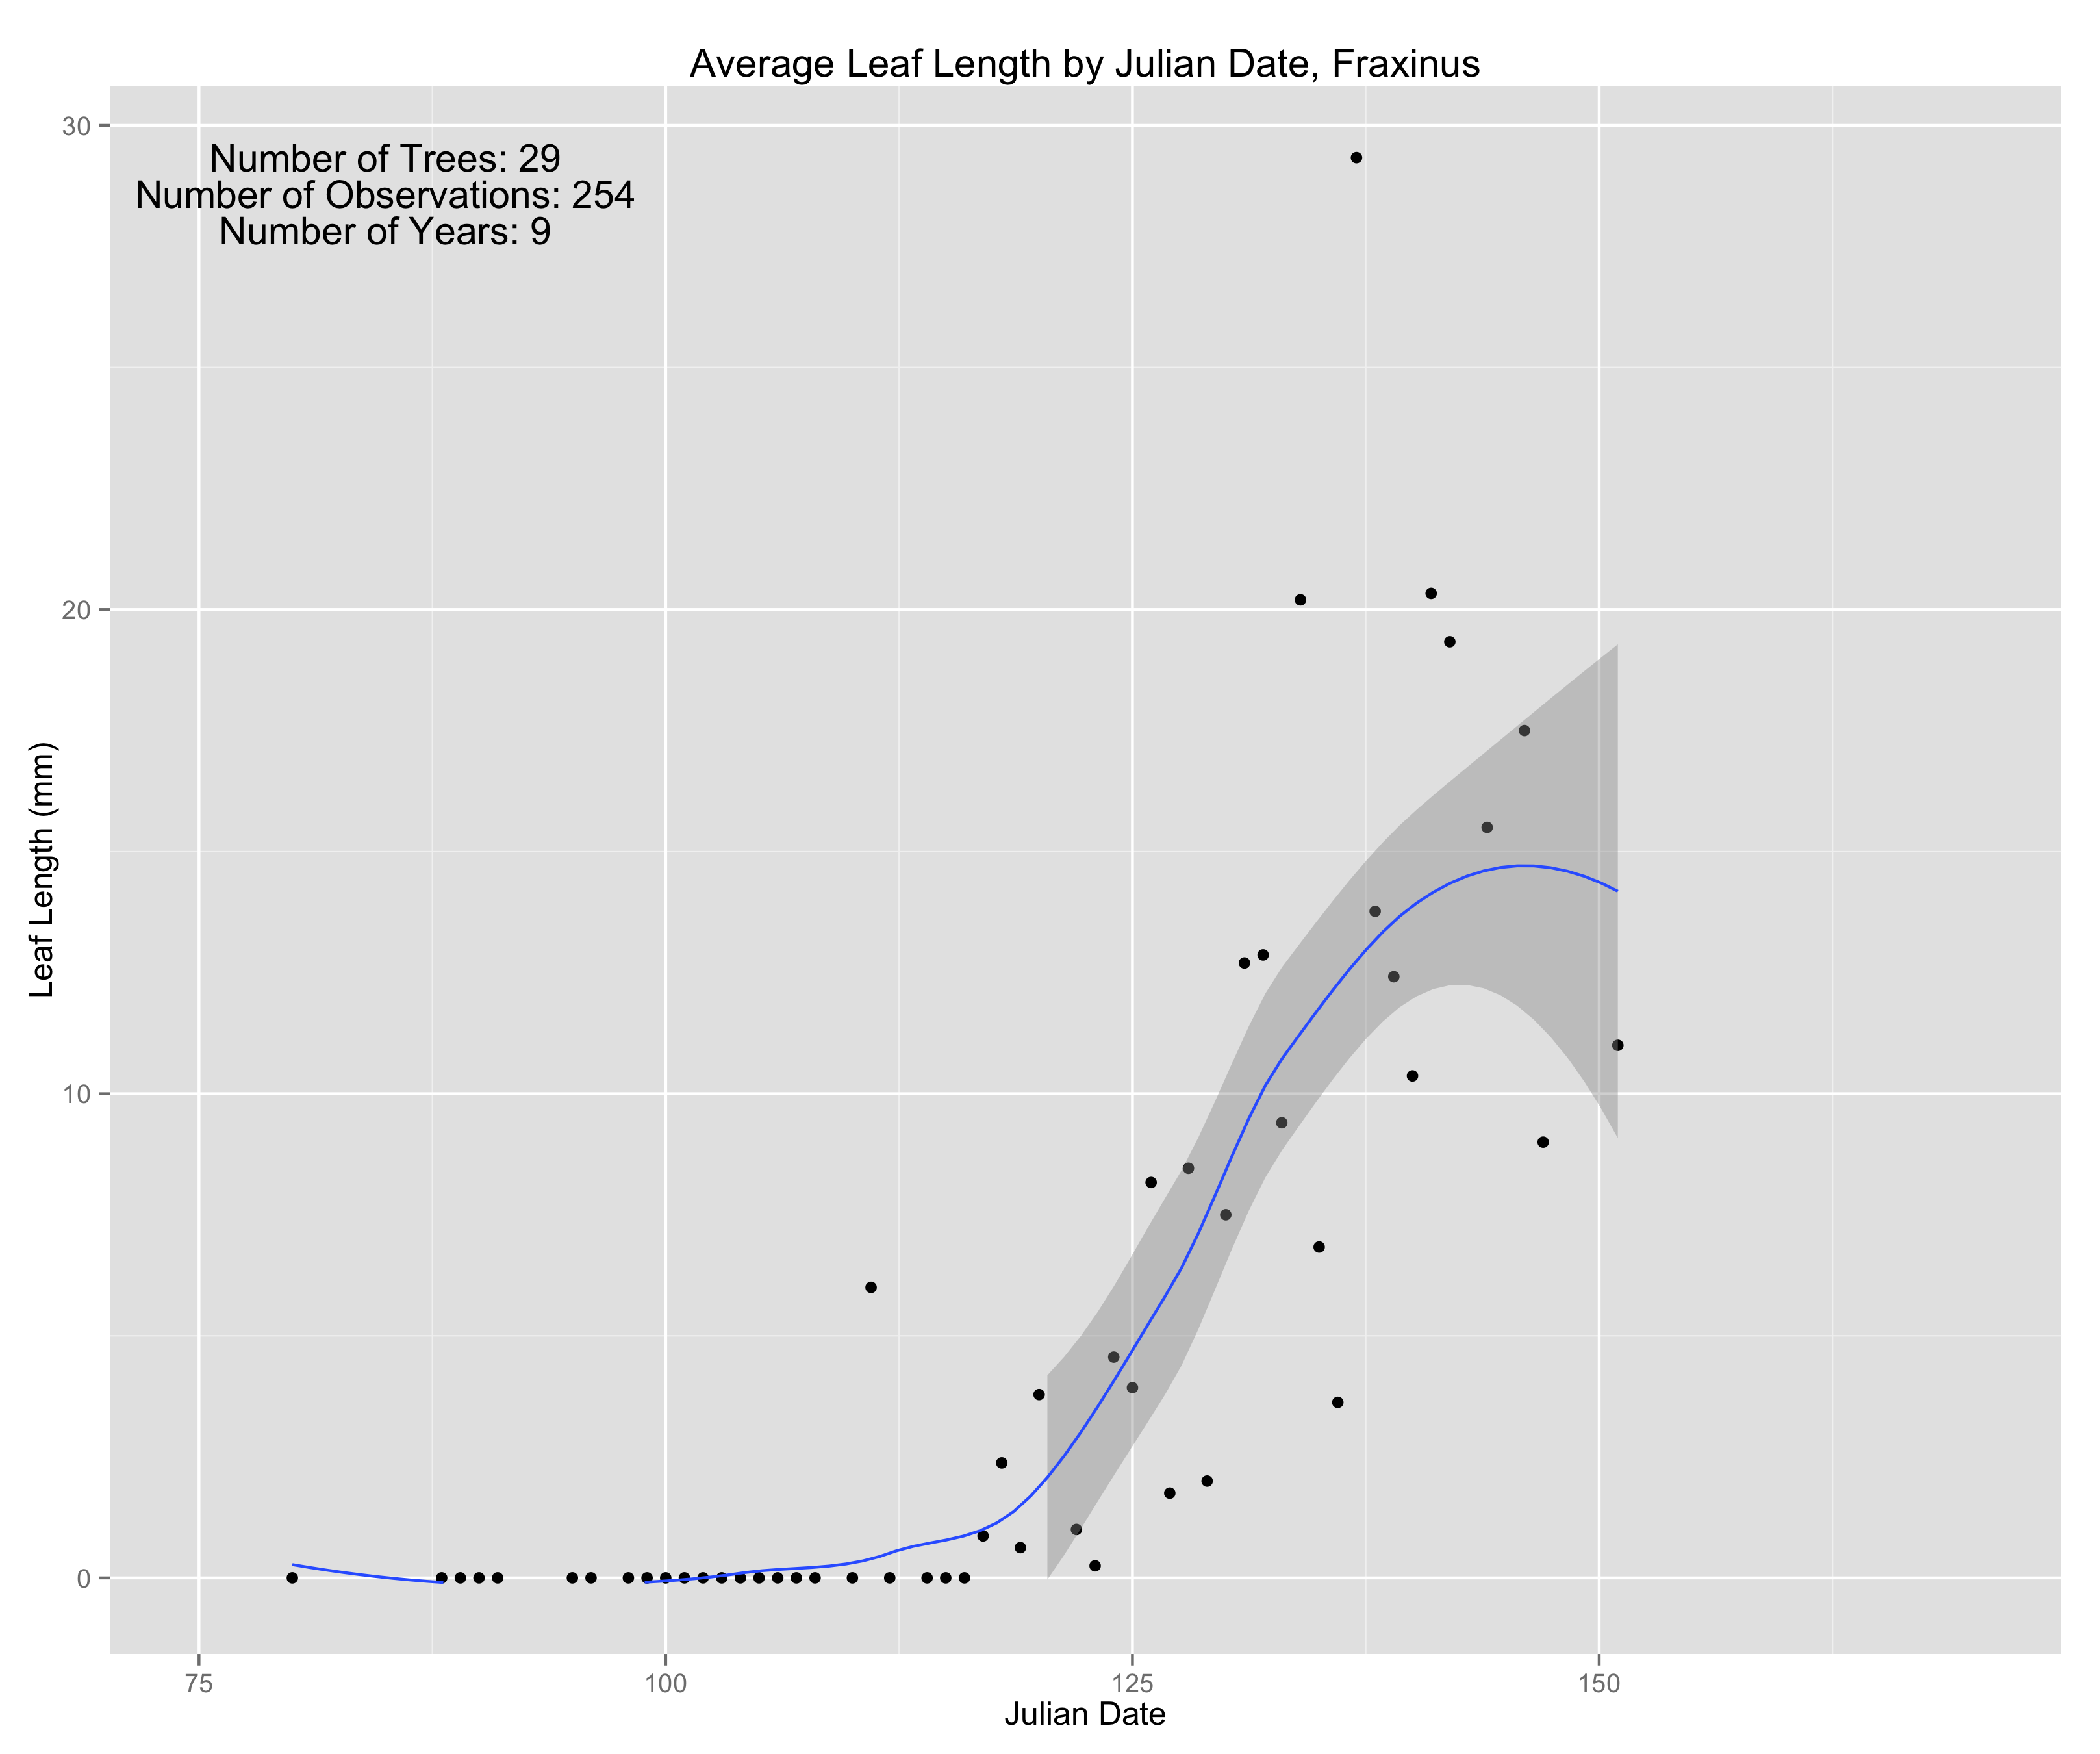 Average Leaf Length by Julian Date, Fraxinus
Number of Trees: 29
Number of Observations: 254
Number of Years: 9
30
20
10
0
Leaf Length (mm)
75 100 125 150
Julian Date